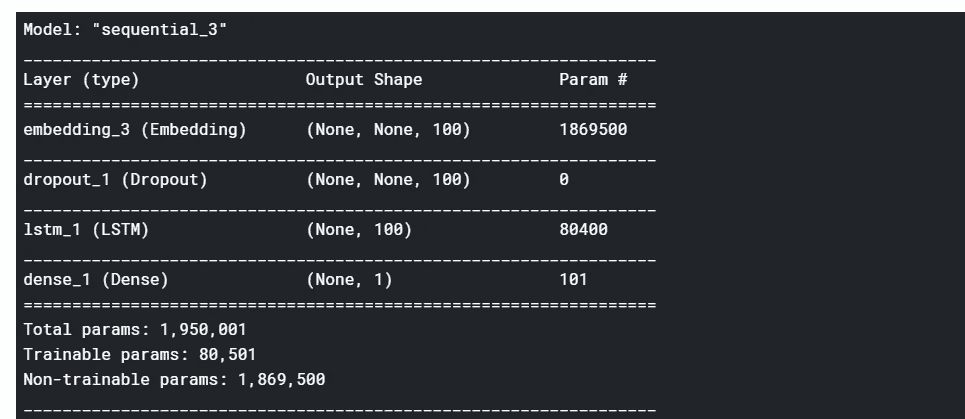 Model: "sequential_3"
_________________________________________________________________
Layer (type)                 Output Shape              Param #
=================================================================
embedding_3 (Embedding)      (None, None, 100)         1869500
_________________________________________________________________
dropout_1 (Dropout)          (None, None, 100)         0
_________________________________________________________________
lstm_1 (LSTM)                (None, 100)               80400
_________________________________________________________________
dense_1 (Dense)              (None, 1)                 101
=================================================================
Total params: 1,950,001
Trainable params: 80,501
Non-trainable params: 1,869,500
_________________________________________________________________